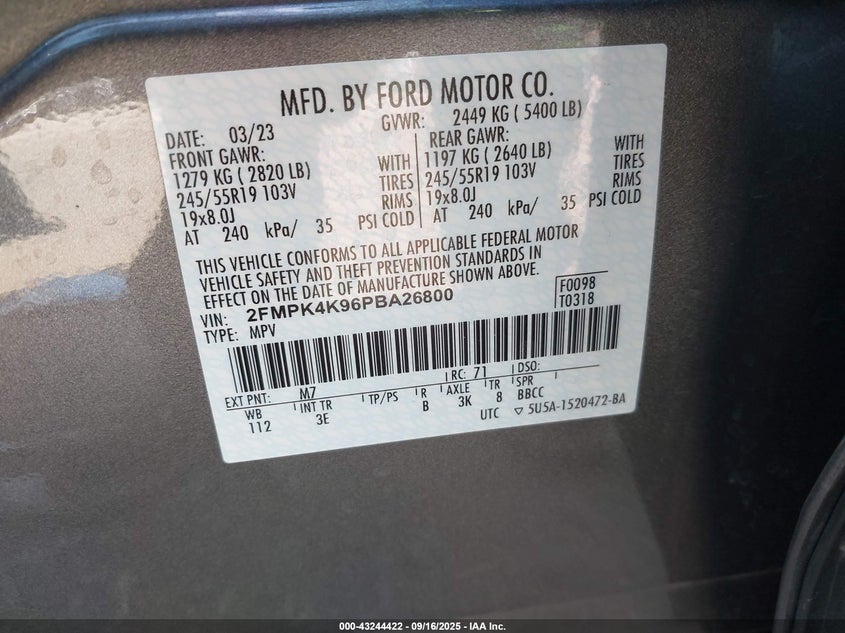 MFD. BY FORD MOTOR CO.
DATE: 03/23 GVWR: 2449 KG ( 5400 LB)
FRONT GAWR: REAR GAWR:
1279 KG ( 2820 LB) WITH 1197 KG ( 2640 LB) WITH
245/55R19 103V TIRES 245/55R19 103V TIRES
19x8.0J RIMS 19x8.0J RIMS
AT 240 kPa/ 35 PSI COLD AT 240 kPa/ 35 PSI COLD
THIS VEHICLE CONFORMS TO ALL APPLICABLE FEDERAL MOTOR
VEHICLE SAFETY AND THEFT PREVENTION STANDARDS IN
EFFECT ON THE DATE OF MANUFACTURE SHOWN ABOVE.
VIN: 2FMPK4K96PBA26800 F0098
TYPE: MPV T0318
EXT PNT: M7 RC: 71 DSO:
WB INT TR TP/PS R AXLE TR SPR
112 3E B 3K 8 BBCC
UTC ▽ 5U5A-1520472-BA
000-43244422 - 09/16/2025 - IAA Inc.